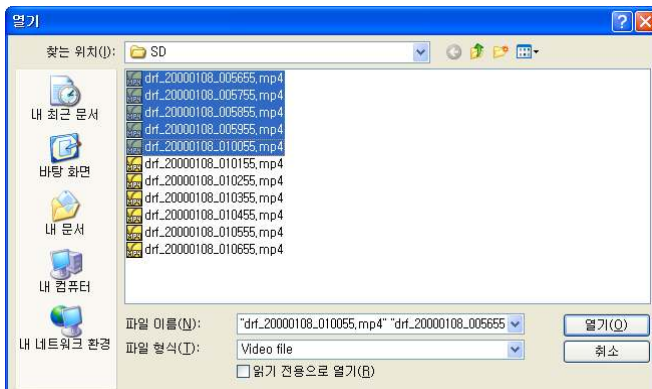 열기
찾는 위치(I):
SD
내 최근 문서
바탕 화면
내 문서
내 컴퓨터
내 네트워크 환경
drf_20000108_005655.mp4
drf_20000108_005755.mp4
drf_20000108_005855.mp4
drf_20000108_005955.mp4
drf_20000108_010055.mp4
drf_20000108_010155.mp4
drf_20000108_010255.mp4
drf_20000108_010355.mp4
drf_20000108_010455.mp4
drf_20000108_010555.mp4
drf_20000108_010655.mp4
파일 이름(N):
"drf_20000108_010055.mp4" "drf_20000108_005655
열기(O)
파일 형식(T):
Video file
취소
읽기 전용으로 열기(R)